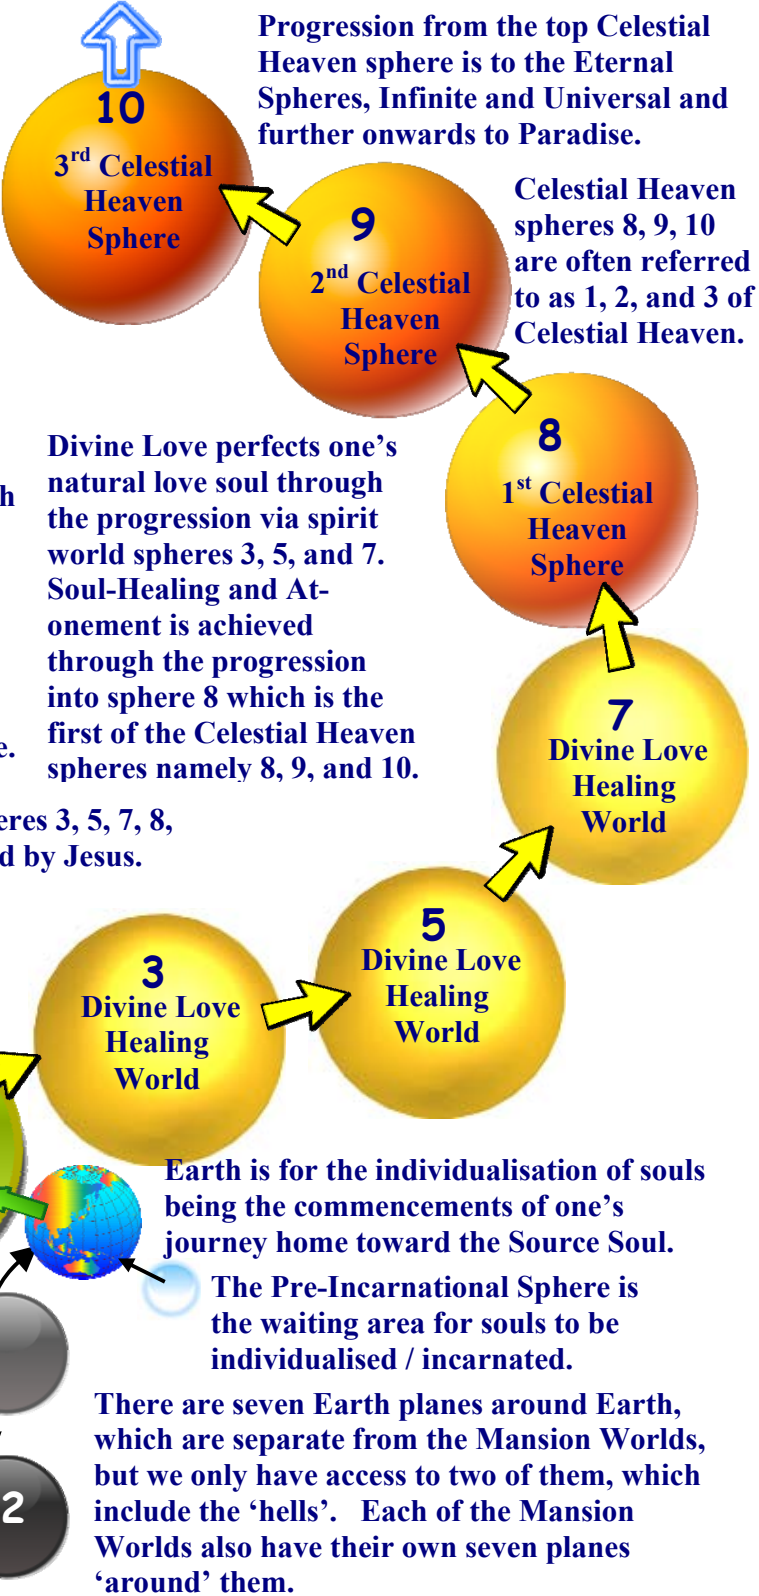 Progression from the top Celestial
Heaven sphere is to the Eternal
Spheres, Infinite and Universal and
further onwards to Paradise.
10
3rd Celestial
Heaven
Sphere
Celestial Heaven
spheres 8, 9, 10
are often referred
to as 1, 2, and 3 of
Celestial Heaven.
9
2nd Celestial
Heaven
Sphere
8
1st Celestial
Heaven
Sphere
h
e.
Divine Love perfects one’s
natural love soul through
the progression via spirit
world spheres 3, 5, and 7.
Soul-Healing and At-
onement is achieved
through the progression
into sphere 8 which is the
first of the Celestial Heaven
spheres namely 8, 9, and 10.
7
Divine Love
Healing
World
eres 3, 5, 7, 8,
d by Jesus.
5
Divine Love
Healing
World
3
Divine Love
Healing
World
Earth is for the individualisation of souls
being the commencements of one’s
journey home toward the Source Soul.
The Pre-Incarnational Sphere is
the waiting area for souls to be
individualised / incarnated.
There are seven Earth planes around Earth,
which are separate from the Mansion Worlds,
but we only have access to two of them, which
include the ‘hells’.   Each of the Mansion
Worlds also have their own seven planes
‘around’ them.
2